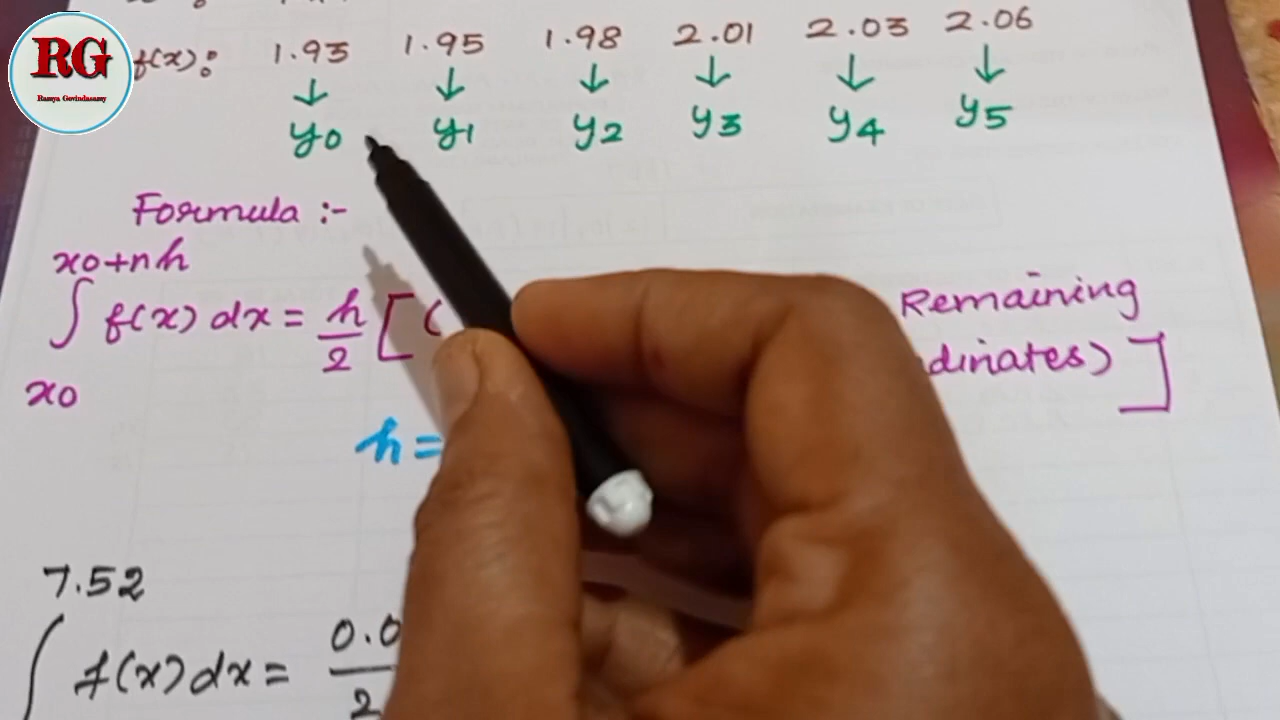 RG
Ramya Govindasamy
f(x): 1.93 1.95 1.98 2.01 2.03 2.06
↓ ↓ ↓ ↓ ↓ ↓
y0 y1 y2 y3 y4 y5
Formula :-
x0+nh
∫ f(x) dx = h/2 [ ( Remaining
dinates) ]
x0
h =
7.52
∫ f(x) dx = 0.0
2